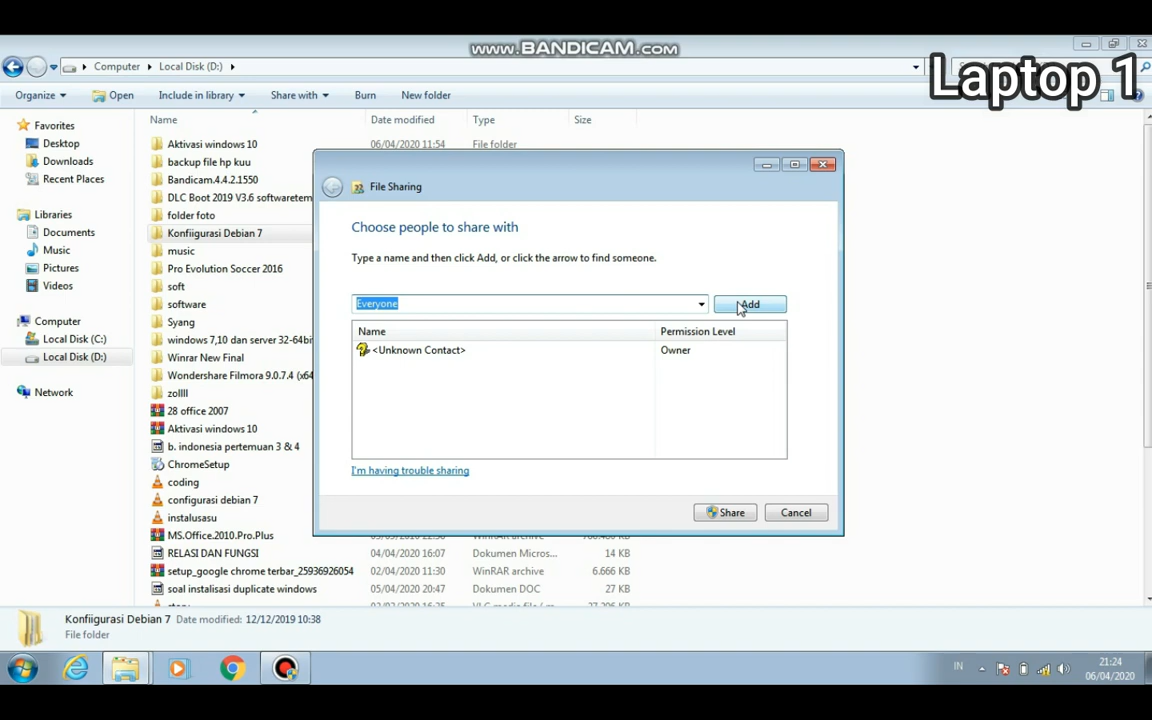 www.BANDICAM.com
Laptop 1
Computer
Local Disk (D:)
Organize
Open
Include in library
Share with
Burn
New folder
Name
Date modified
Type
Size
Favorites
Desktop
Downloads
Recent Places
Libraries
Documents
Music
Pictures
Videos
Computer
Local Disk (C:)
Local Disk (D:)
Network
Aktivasi windows 10
06/04/2020 11:54
File folder
backup file hp kuu
Bandicam.4.4.2.1550
DLC Boot 2019 V3.6 softwaretem
folder foto
Konfiigurasi Debian 7
music
Pro Evolution Soccer 2016
soft
software
Syang
windows 7,10 dan server 32-64bi
Winrar New Final
Wondershare Filmora 9.0.7.4 (x64
zollll
28 office 2007
Aktivasi windows 10
b. indonesia pertemuan 3 & 4
ChromeSetup
coding
configurasi debian 7
instalusasu
MS.Office.2010.Pro.Plus
RELASI DAN FUNGSI
04/04/2020 16:07
Dokumen Micros...
14 KB
setup_google chrome terbar_25936926054
02/04/2020 11:30
WinRAR archive
6.666 KB
soal instalisasi duplicate windows
05/04/2020 20:47
Dokumen DOC
27 KB
File Sharing
Choose people to share with
Type a name and then click Add, or click the arrow to find someone.
Everyone
Add
Name
Permission Level
<Unknown Contact>
Owner
I'm having trouble sharing
Share
Cancel
Konfiigurasi Debian 7
Date modified: 12/12/2019 10:38
File folder
IN
21:24
06/04/2020